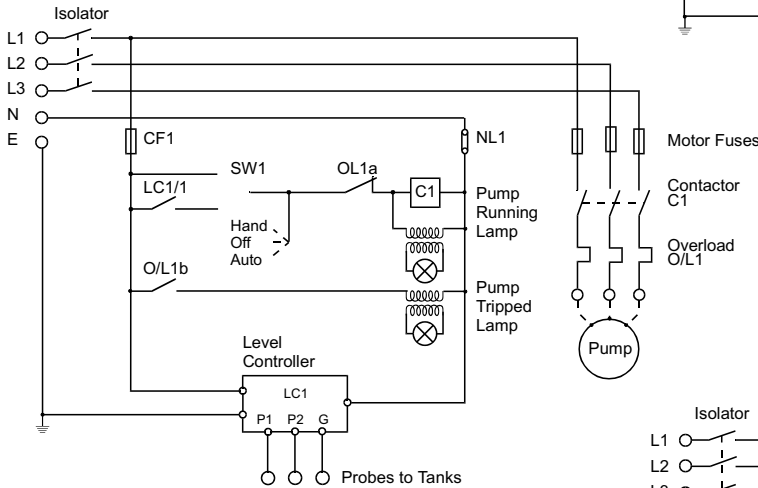 Isolator
L1
L2
L3
N
E
CF1
NL1
Motor Fuses
SW1
OL1a
LC1/1
C1
Pump
Running
Lamp
Contactor
C1
Hand
Off
Auto
Overload
O/L1
O/L1b
Pump
Tripped
Lamp
Pump
Level
Controller
LC1
P1 P2 G
Probes to Tanks
Isolator
L1
L2
L3